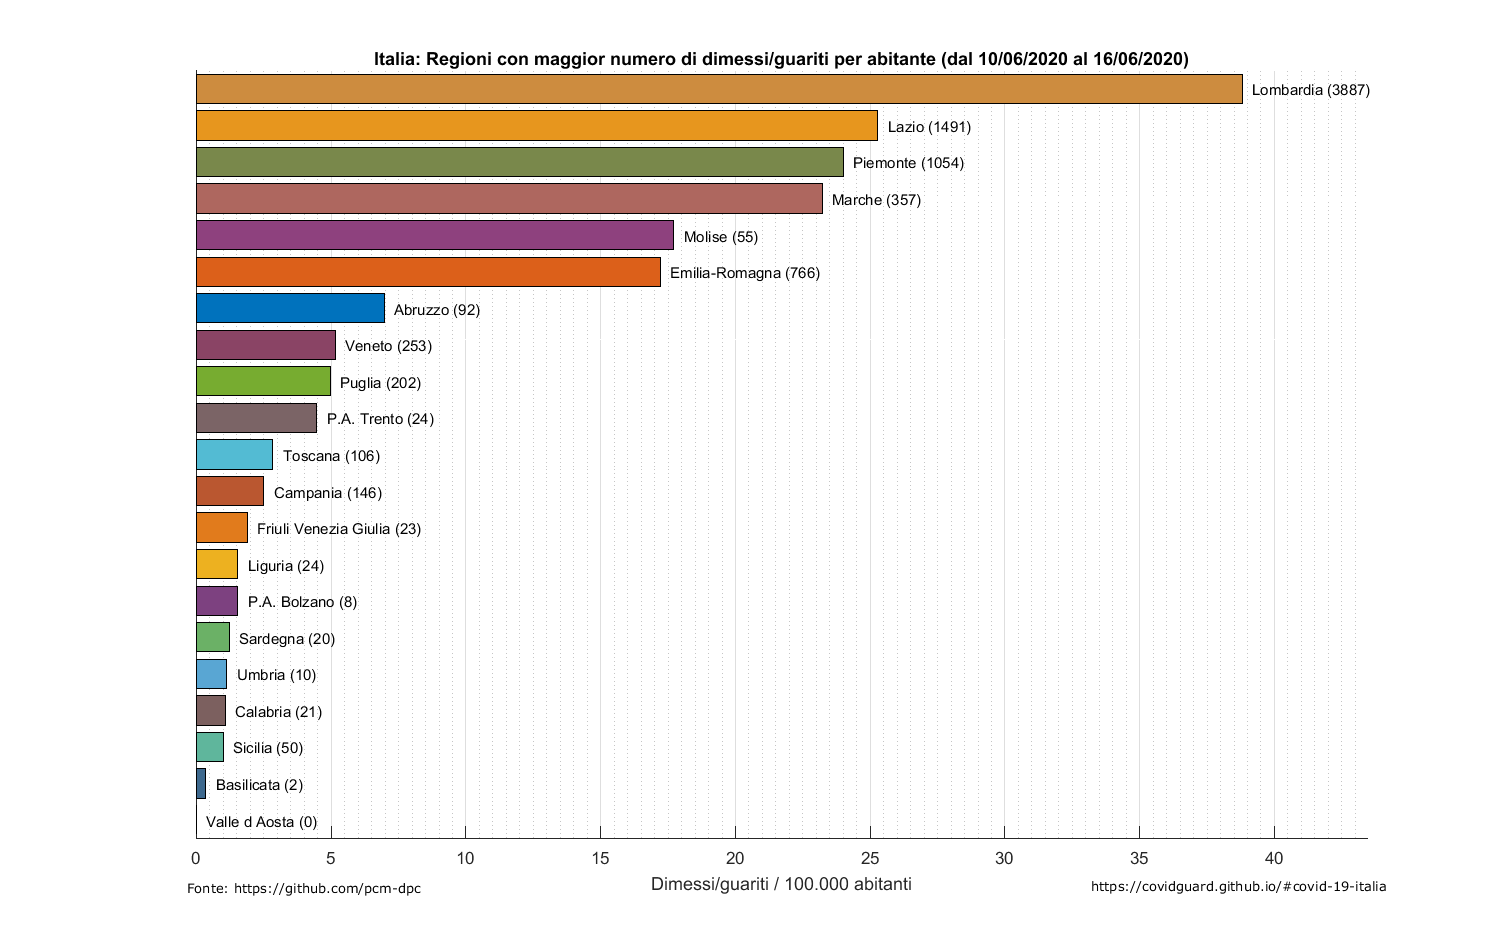 Italia: Regioni con maggior numero di dimessi/guariti per abitante (dal 10/06/2020 al 16/06/2020)
Lombardia (3887)
Lazio (1491)
Piemonte (1054)
Marche (357)
Molise (55)
Emilia-Romagna (766)
Abruzzo (92)
Veneto (253)
Puglia (202)
P.A. Trento (24)
Toscana (106)
Campania (146)
Friuli Venezia Giulia (23)
Liguria (24)
P.A. Bolzano (8)
Sardegna (20)
Umbria (10)
Calabria (21)
Sicilia (50)
Basilicata (2)
Valle d Aosta (0)
0 5 10 15 20 25 30 35 40
Dimessi/guariti / 100.000 abitanti
Fonte: https://github.com/pcm-dpc
https://covidguard.github.io/#covid-19-italia